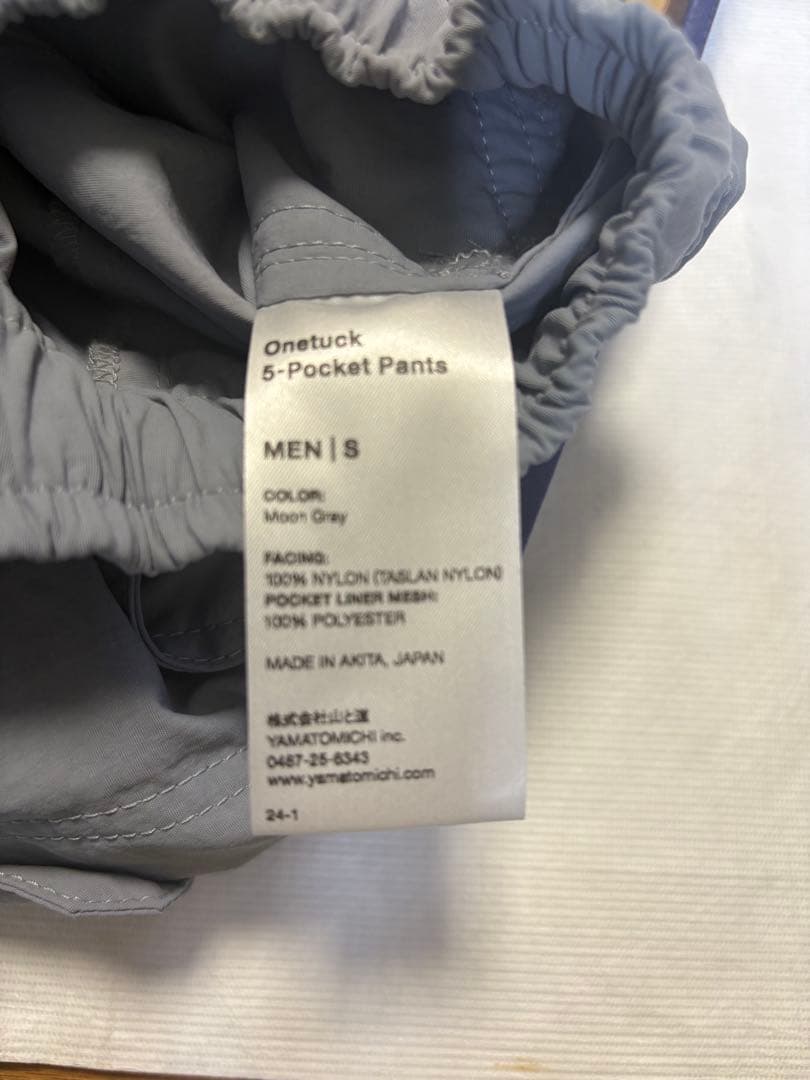 Onetuck
5-Pocket Pants
MEN | S
COLOR:
Moon Gray
FACING:
100% NYLON (TASLAN NYLON)
POCKET LINER MESH:
100% POLYESTER
MADE IN AKITA, JAPAN
株式会社山と道
YAMATOMICHI inc.
0467-25-6343
www.yamatomichi.com
24-1